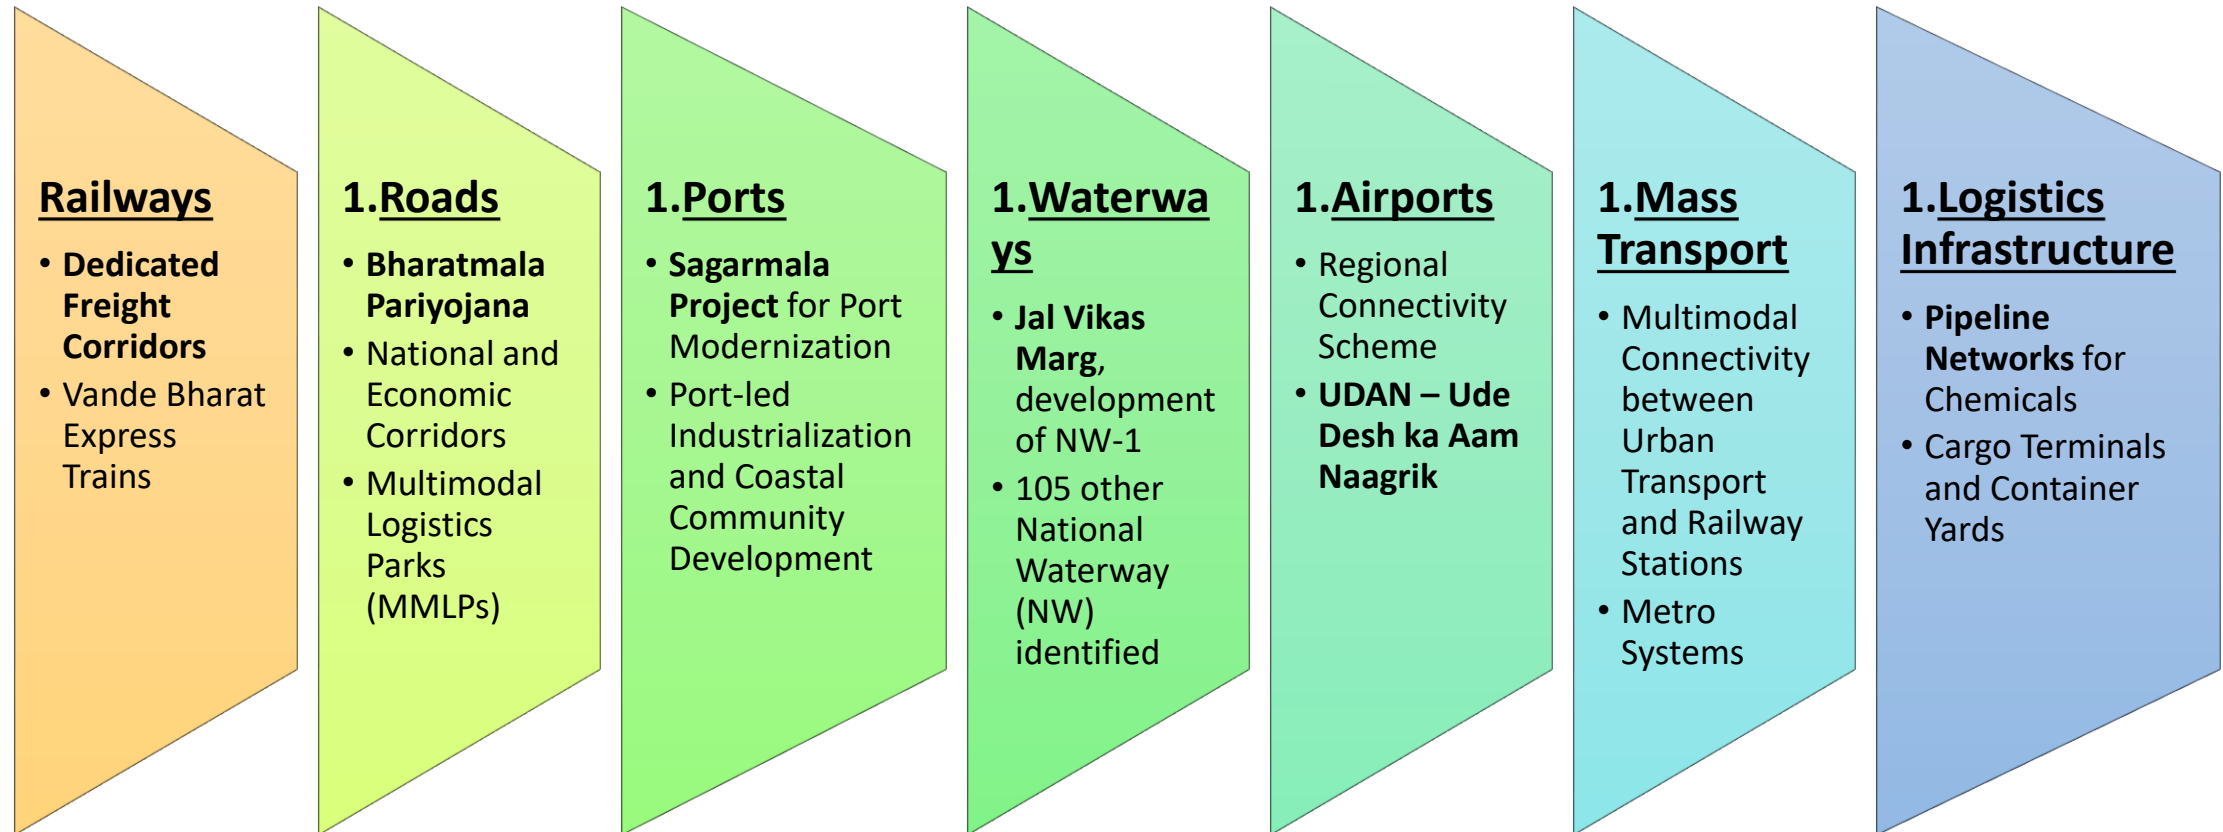 Railways
• Dedicated
Freight
Corridors
• Vande Bharat
Express
Trains
1.Roads
• Bharatmala
Pariyojana
• National and
Economic
Corridors
• Multimodal
Logistics
Parks
(MMLPs)
1.Ports
• Sagarmala
Project for Port
Modernization
• Port-led
Industrialization
and Coastal
Community
Development
1.Waterwa
ys
• Jal Vikas
Marg,
development
of NW-1
• 105 other
National
Waterway
(NW)
identified
1.Airports
• Regional
Connectivity
Scheme
• UDAN – Ude
Desh ka Aam
Naagrik
1.Mass
Transport
• Multimodal
Connectivity
between
Urban
Transport
and Railway
Stations
• Metro
Systems
1.Logistics
Infrastructure
• Pipeline
Networks for
Chemicals
• Cargo Terminals
and Container
Yards